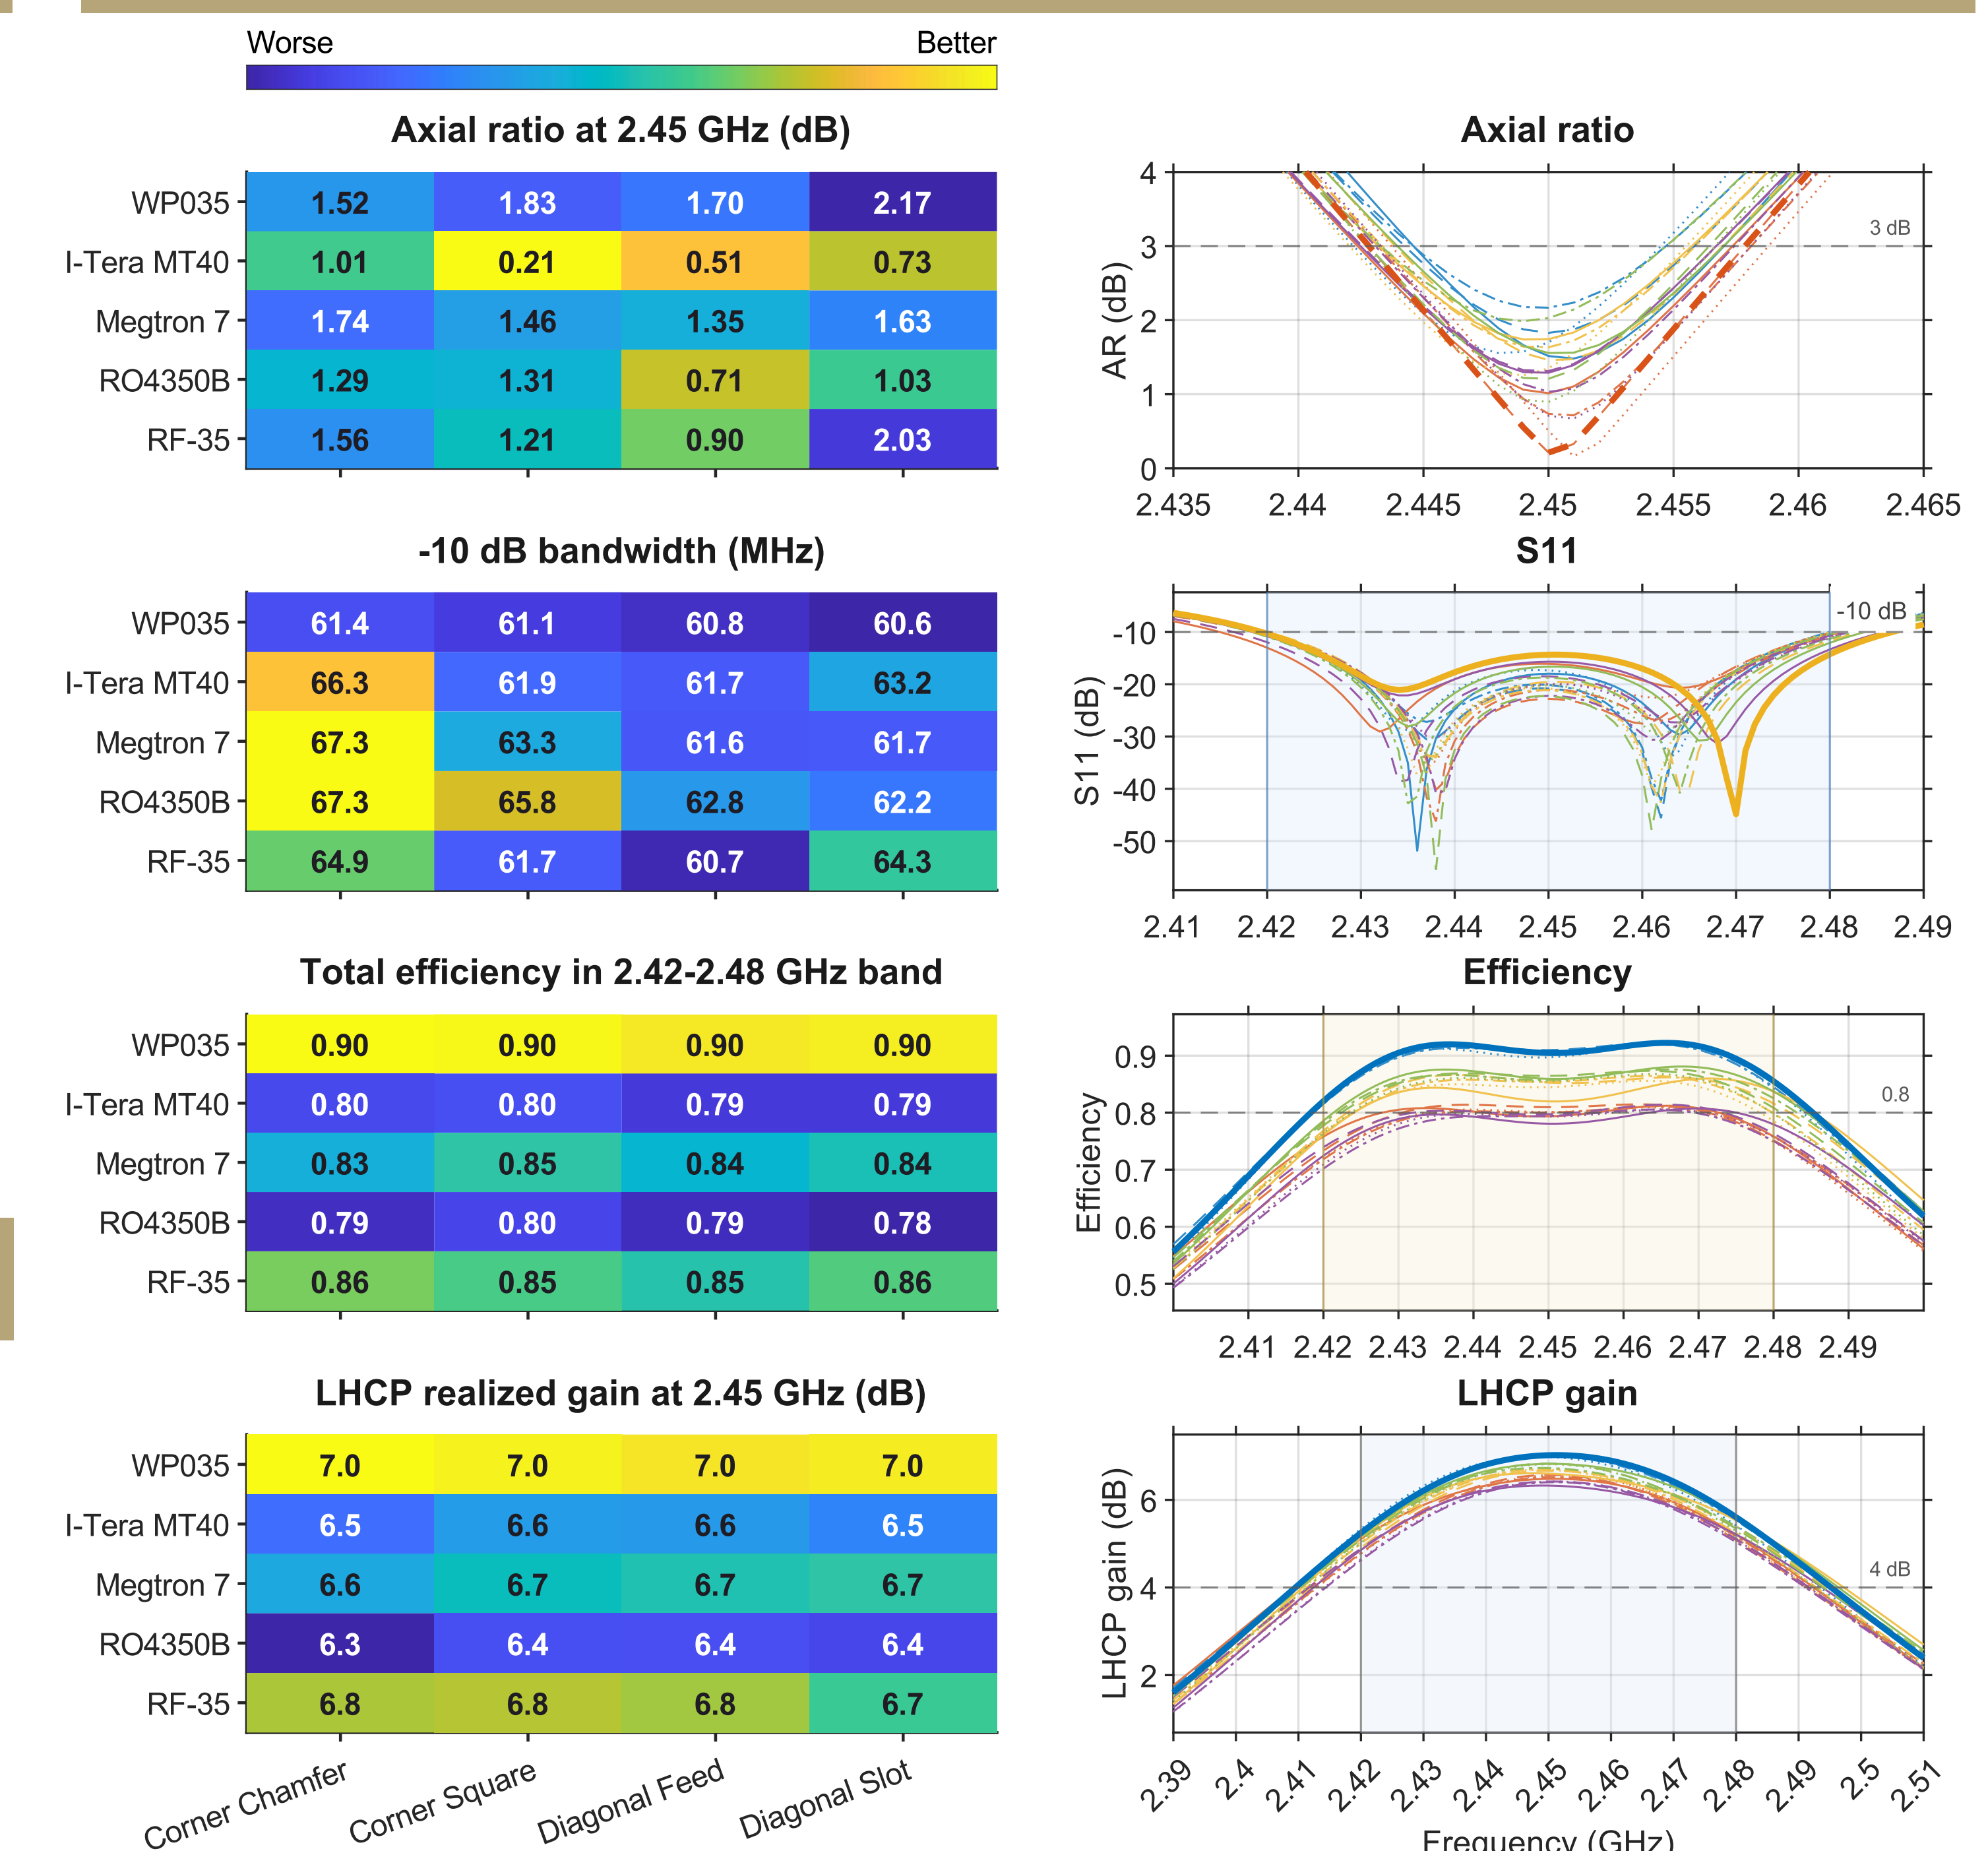 Worse Better
Axial ratio at 2.45 GHz (dB)
WP035 1.52 1.83 1.70 2.17
I-Tera MT40 1.01 0.21 0.51 0.73
Megtron 7 1.74 1.46 1.35 1.63
RO4350B 1.29 1.31 0.71 1.03
RF-35 1.56 1.21 0.90 2.03
-10 dB bandwidth (MHz)
WP035 61.4 61.1 60.8 60.6
I-Tera MT40 66.3 61.9 61.7 63.2
Megtron 7 67.3 63.3 61.6 61.7
RO4350B 67.3 65.8 62.8 62.2
RF-35 64.9 61.7 60.7 64.3
Total efficiency in 2.42-2.48 GHz band
WP035 0.90 0.90 0.90 0.90
I-Tera MT40 0.80 0.80 0.79 0.79
Megtron 7 0.83 0.85 0.84 0.84
RO4350B 0.79 0.80 0.79 0.78
RF-35 0.86 0.85 0.85 0.86
LHCP realized gain at 2.45 GHz (dB)
WP035 7.0 7.0 7.0 7.0
I-Tera MT40 6.5 6.6 6.6 6.5
Megtron 7 6.6 6.7 6.7 6.7
RO4350B 6.3 6.4 6.4 6.4
RF-35 6.8 6.8 6.8 6.7
Corner Chamfer Corner Square Diagonal Feed Diagonal Slot
Axial ratio
AR (dB)
4
3
2
1
0
3 dB
2.435 2.44 2.445 2.45 2.455 2.46 2.465
S11
S11 (dB)
-10
-20
-30
-40
-50
-10 dB
2.41 2.42 2.43 2.44 2.45 2.46 2.47 2.48 2.49
Efficiency
Efficiency
0.9
0.8
0.7
0.6
0.5
0.8
2.41 2.42 2.43 2.44 2.45 2.46 2.47 2.48 2.49
LHCP gain
LHCP gain (dB)
6
4
2
4 dB
2.39 2.4 2.41 2.42 2.43 2.44 2.45 2.46 2.47 2.48 2.49 2.5 2.51
Frequency (GHz)